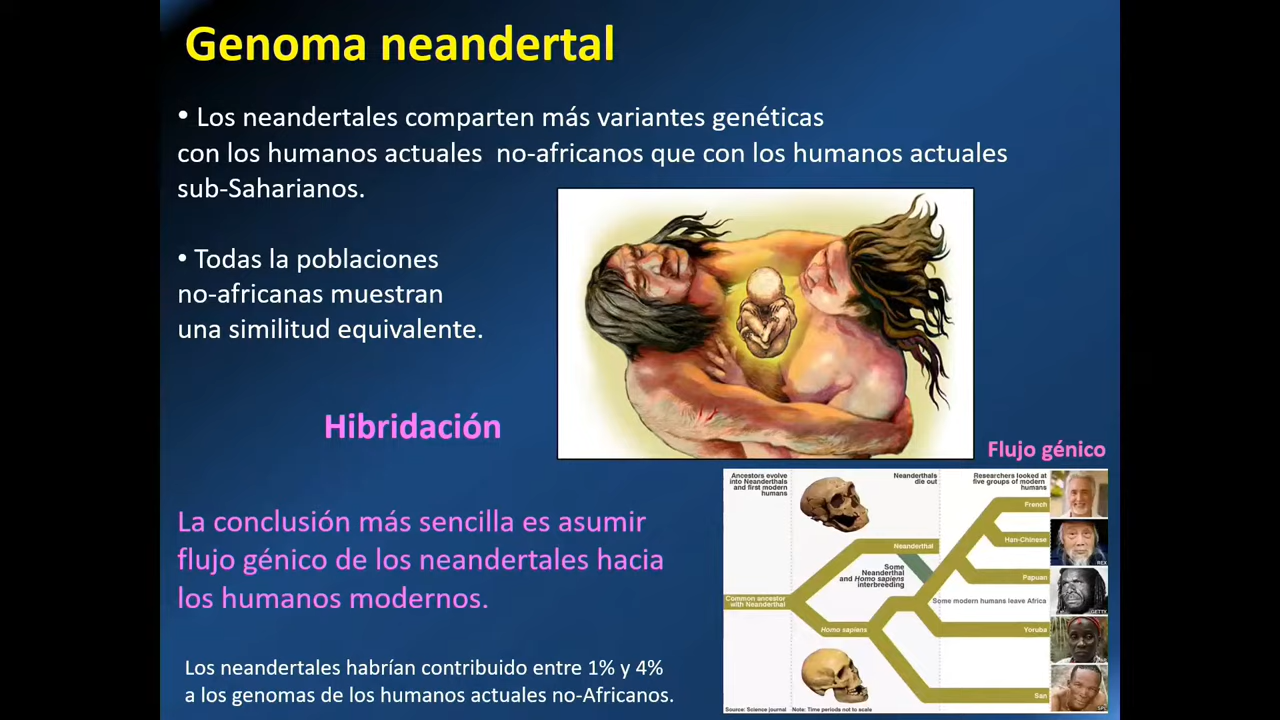 Genoma neandertal
• Los neandertales comparten más variantes genéticas
con los humanos actuales no-africanos que con los humanos actuales
sub-Saharianos.
• Todas la poblaciones
no-africanas muestran
una similitud equivalente.
Hibridación
Flujo génico
La conclusión más sencilla es asumir
flujo génico de los neandertales hacia
los humanos modernos.
Los neandertales habrían contribuido entre 1% y 4%
a los genomas de los humanos actuales no-Africanos.
Ancestors evolve
into Neanderthals
and first modern
humans
Neanderthals
die out
Researchers looked at
five groups of modern
humans
French
REX
Han-Chinese
Neanderthal
Some
Neanderthal
and Homo sapiens
interbreeding
Papuan
GETTY
Common ancestor
with Neanderthal
Some modern humans leave Africa
Homo sapiens
Yoruba
San
SPL
Source: Science journal
Note: Time periods not to scale